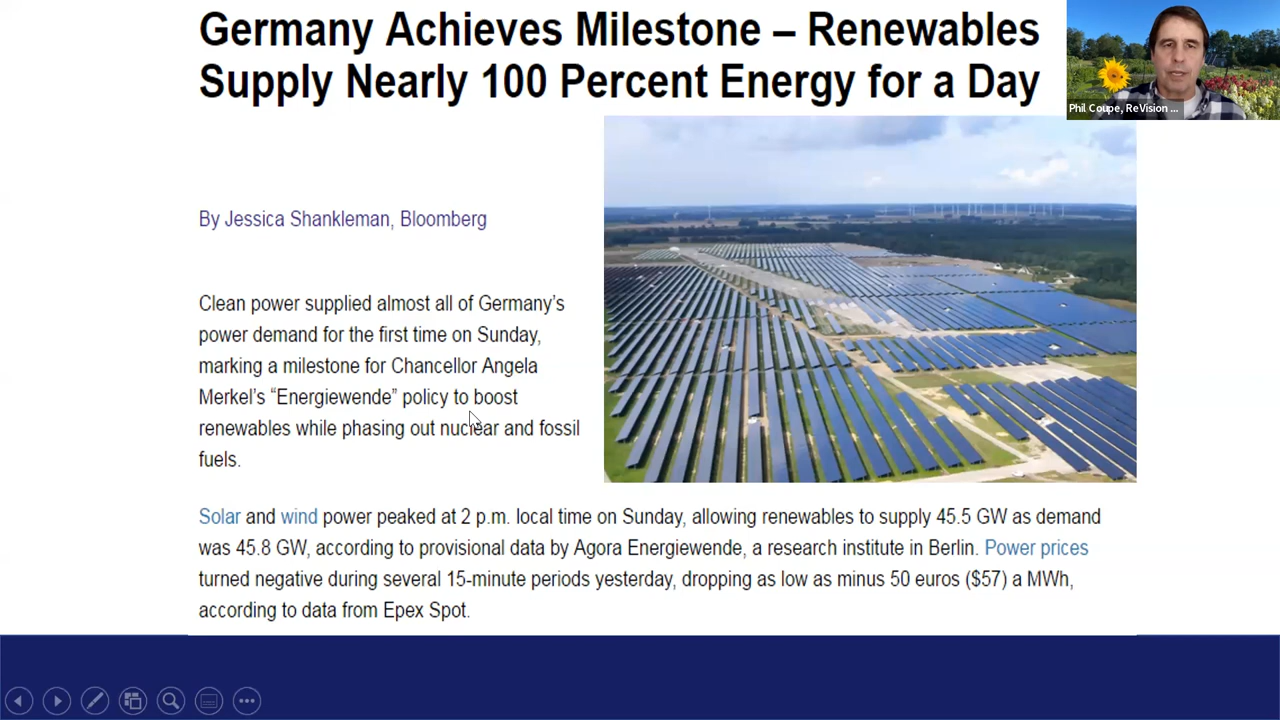 Germany Achieves Milestone – Renewables
Supply Nearly 100 Percent Energy for a Day
Phil Coupe, ReVision ...
By Jessica Shankleman, Bloomberg
Clean power supplied almost all of Germany’s
power demand for the first time on Sunday,
marking a milestone for Chancellor Angela
Merkel’s “Energiewende” policy to boost
renewables while phasing out nuclear and fossil
fuels.
Solar and wind power peaked at 2 p.m. local time on Sunday, allowing renewables to supply 45.5 GW as demand
was 45.8 GW, according to provisional data by Agora Energiewende, a research institute in Berlin. Power prices
turned negative during several 15-minute periods yesterday, dropping as low as minus 50 euros ($57) a MWh,
according to data from Epex Spot.